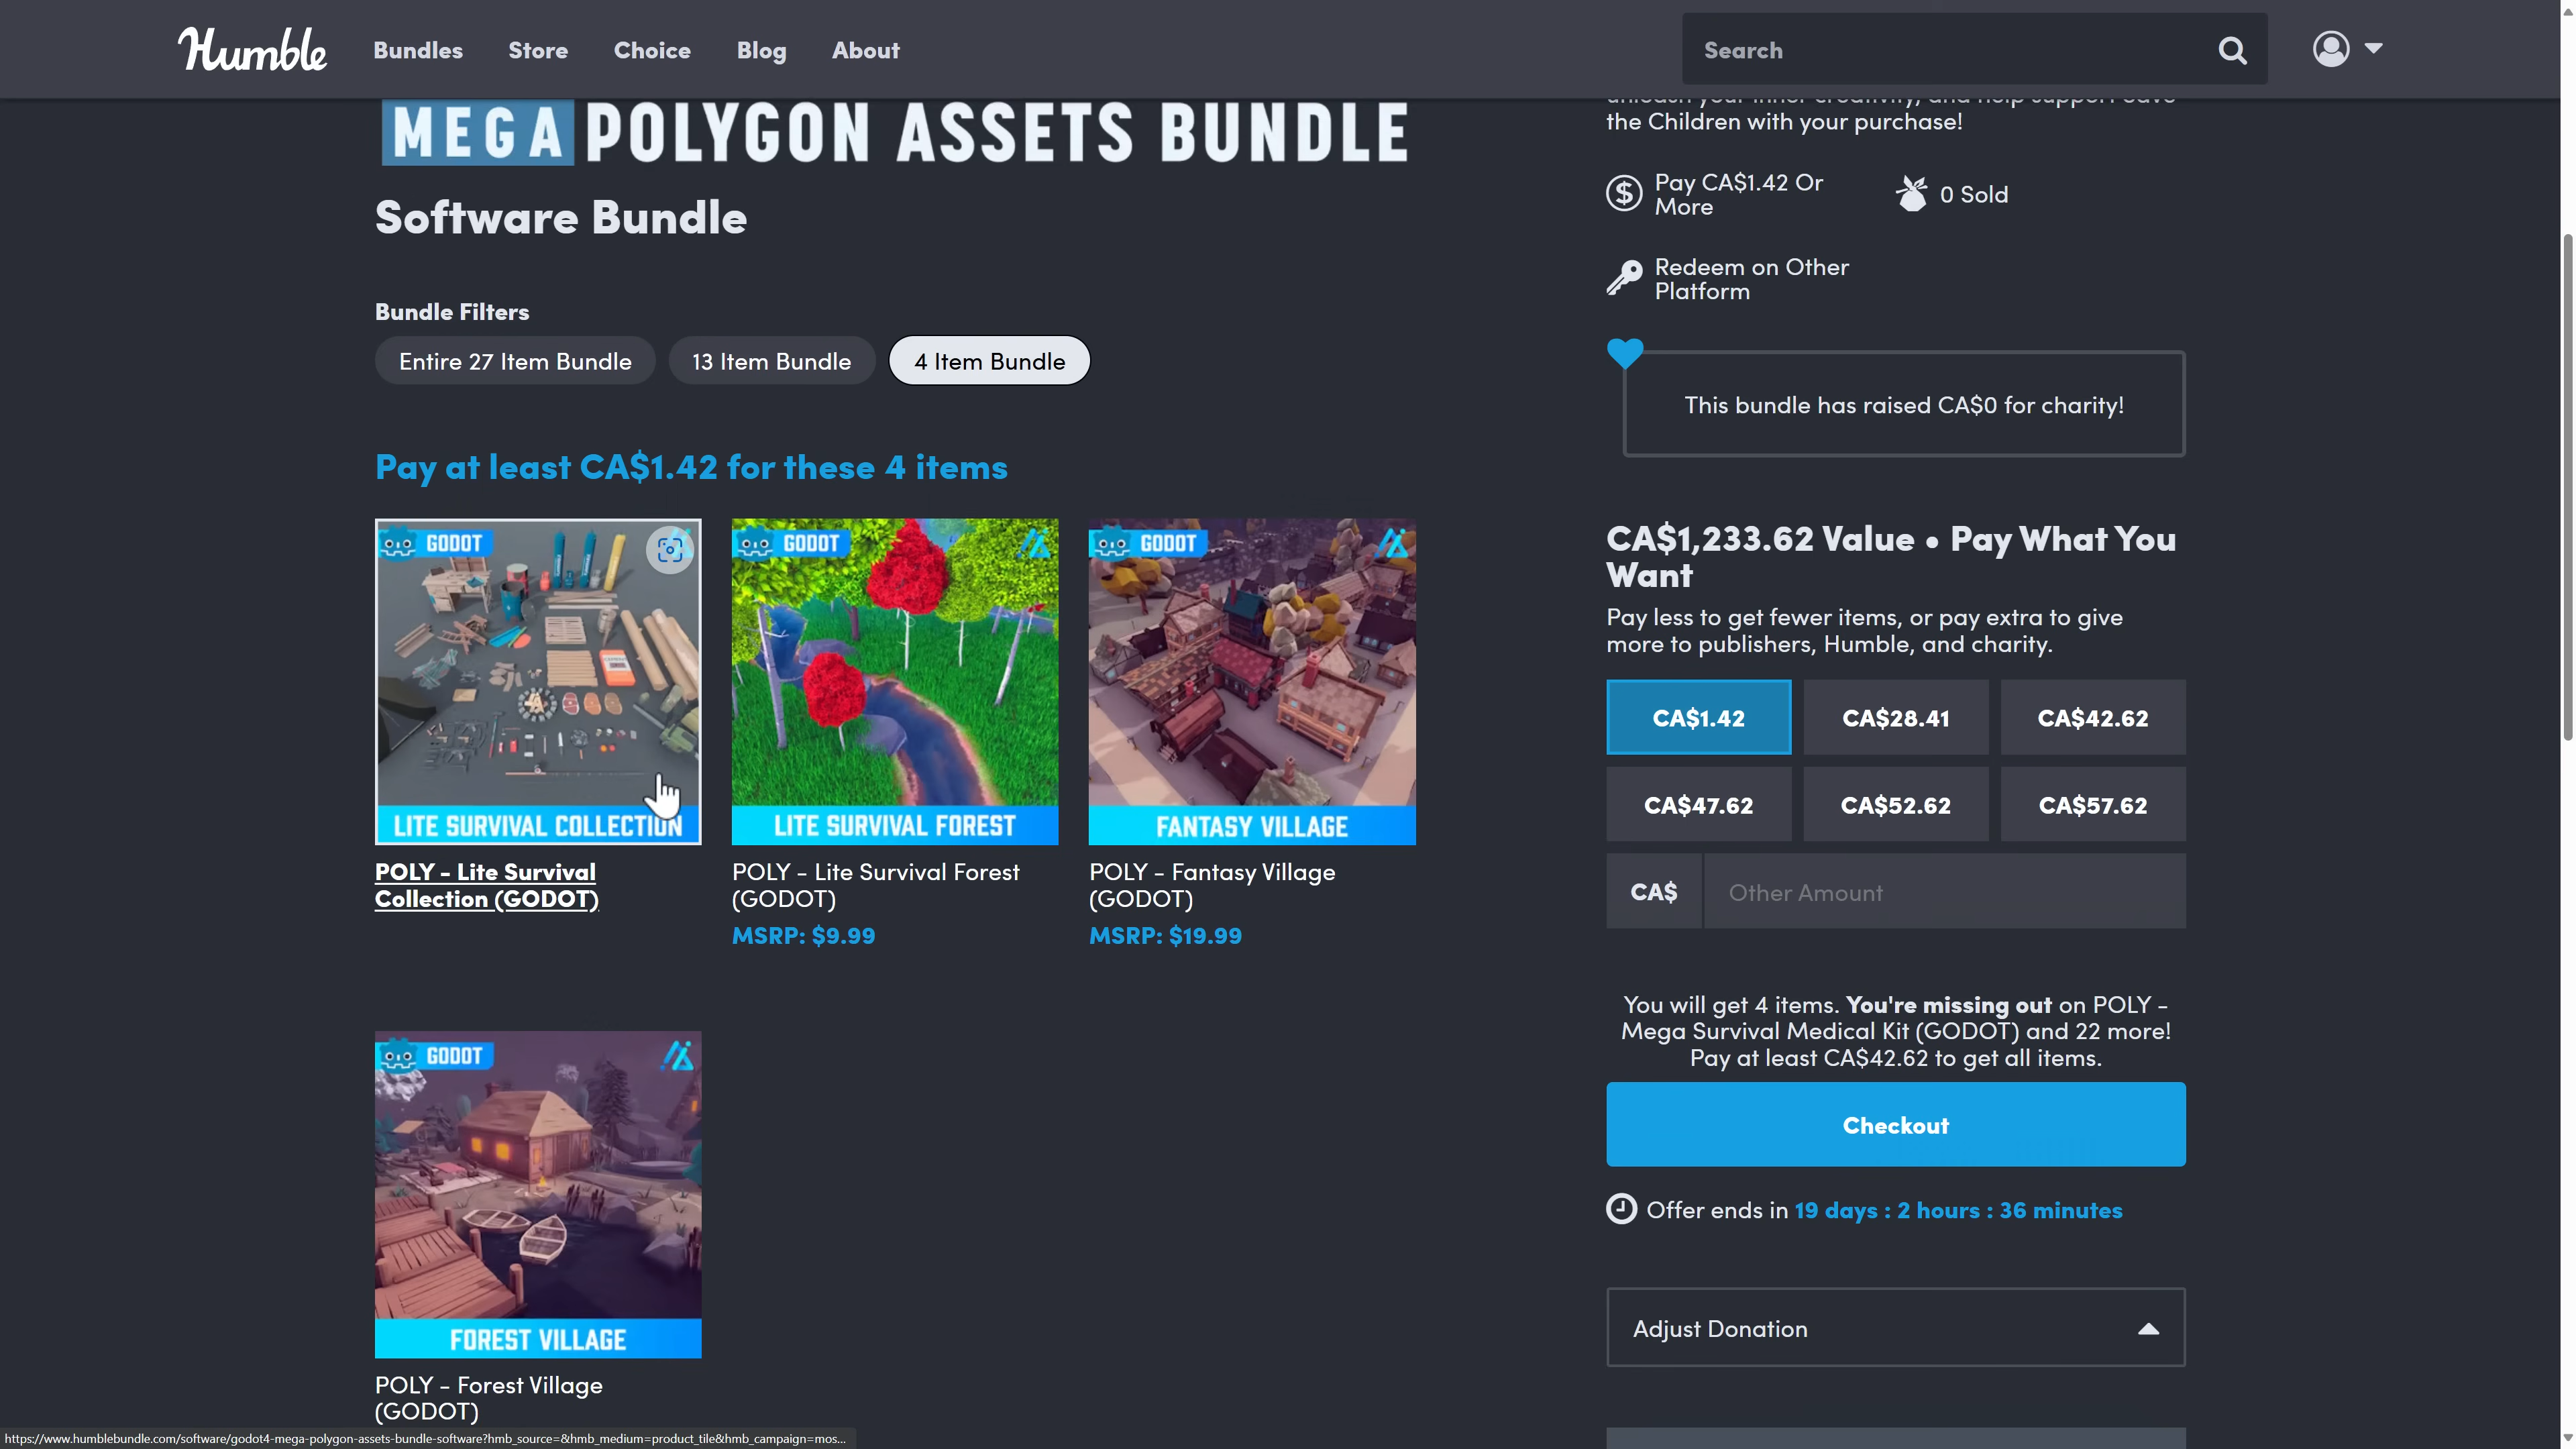 Humble
Bundles
Store
Choice
Blog
About
Search
MEGA POLYGON ASSETS BUNDLE
Software Bundle
Bundle Filters
Entire 27 Item Bundle
13 Item Bundle
4 Item Bundle
Pay at least CA$1.42 for these 4 items
GODOT
LITE SURVIVAL COLLECTION
POLY - Lite Survival
Collection (GODOT)
GODOT
LITE SURVIVAL FOREST
POLY - Lite Survival Forest
(GODOT)
MSRP: $9.99
GODOT
FANTASY VILLAGE
POLY - Fantasy Village
(GODOT)
MSRP: $19.99
GODOT
FOREST VILLAGE
POLY - Forest Village
(GODOT)
unleash your inner creativity, and help support Save
the Children with your purchase!
Pay CA$1.42 Or
More
0 Sold
Redeem on Other
Platform
This bundle has raised CA$0 for charity!
CA$1,233.62 Value • Pay What You
Want
Pay less to get fewer items, or pay extra to give
more to publishers, Humble, and charity.
CA$1.42
CA$28.41
CA$42.62
CA$47.62
CA$52.62
CA$57.62
CA$
Other Amount
You will get 4 items. You're missing out on POLY -
Mega Survival Medical Kit (GODOT) and 22 more!
Pay at least CA$42.62 to get all items.
Checkout
Offer ends in 19 days : 2 hours : 36 minutes
Adjust Donation
https://www.humblebundle.com/software/godot4-mega-polygon-assets-bundle-software?hmb_source=&hmb_medium=product_tile&hmb_campaign=mos...